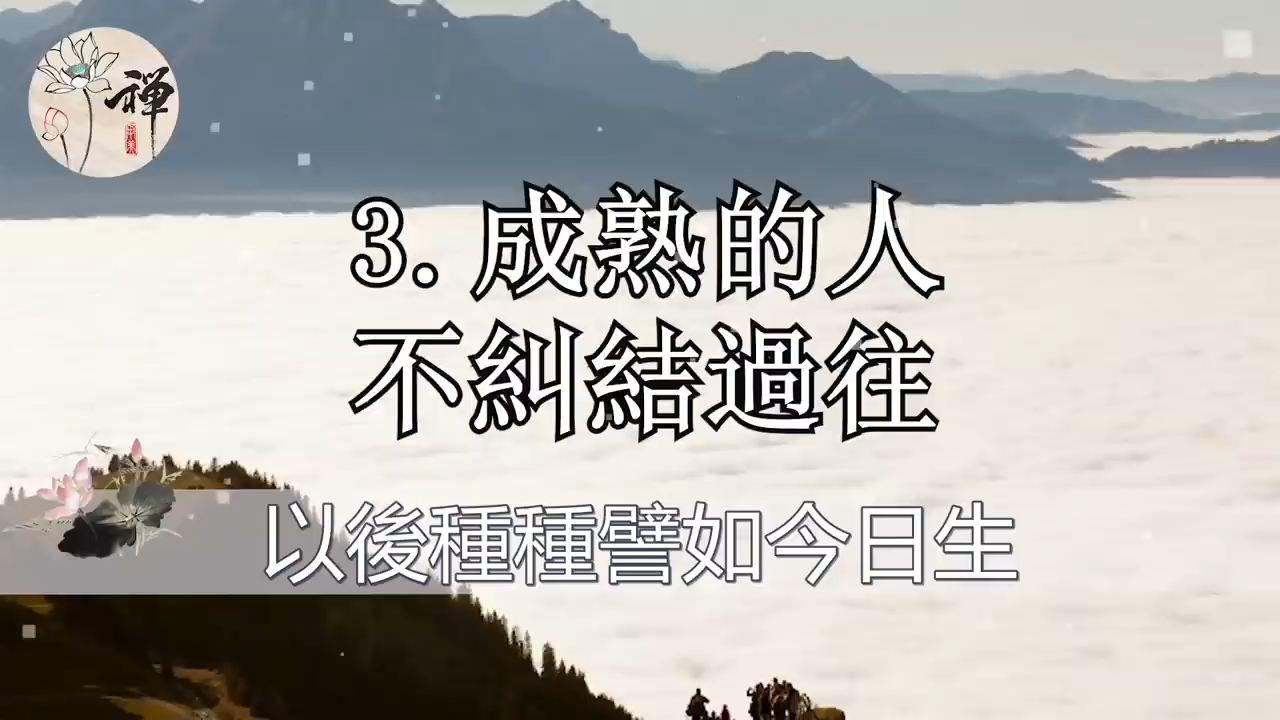 禅
3.成熟的人
不糾結過往
以後種種譬如今日生